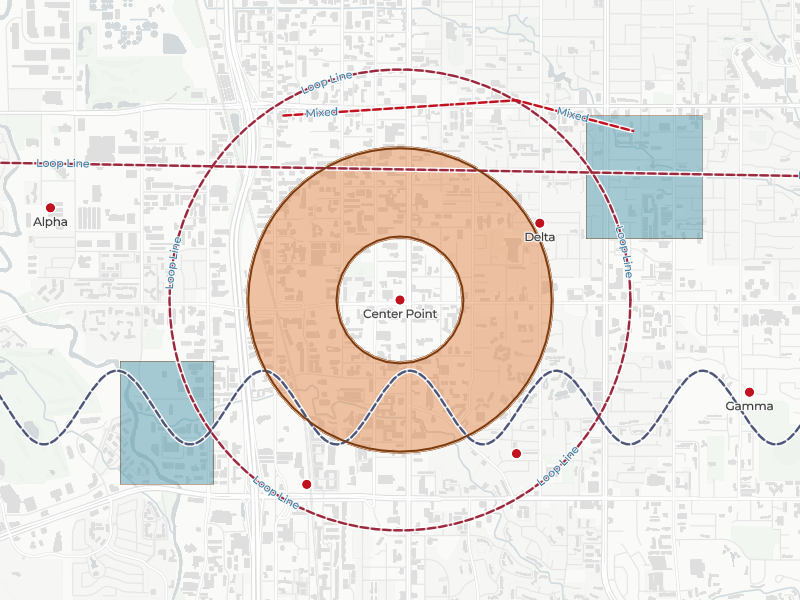 Loop Line
Mixed
Mixed
Loop Line
Alpha
Delta
Loop Line
Loop Line
Center Point
Gamma
Loop Line
Loop Line